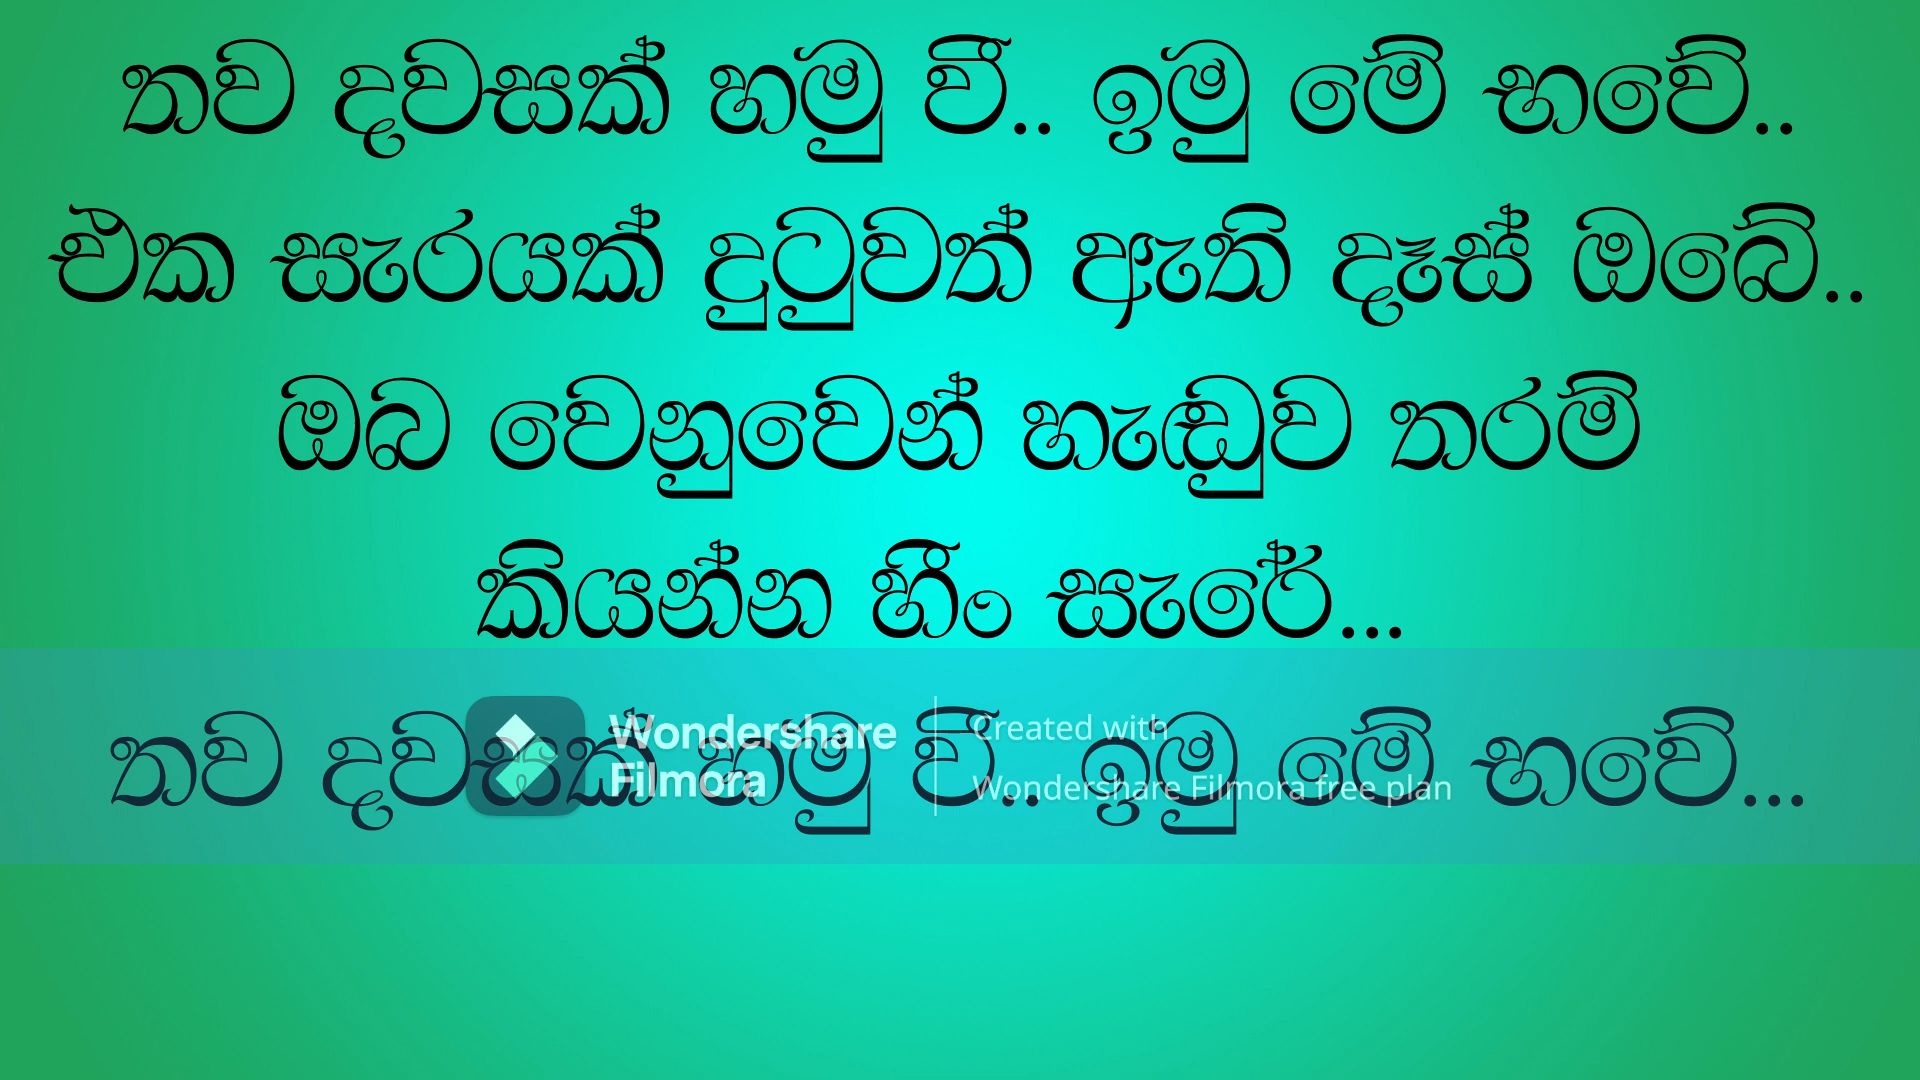 තව දවසක් හමු වී.. ඉමු මේ භවේ..
එක සැරයක් දුටුවත් ඇති දෑස් ඔබේ..
ඔබ වෙනුවෙන් හැඬුව තරම්
කියන්න හීං සැරේ...
තව දවසක් හමු වී.. ඉමු මේ භවේ...
Wondershare
Filmora
Created with
Wondershare Filmora free plan